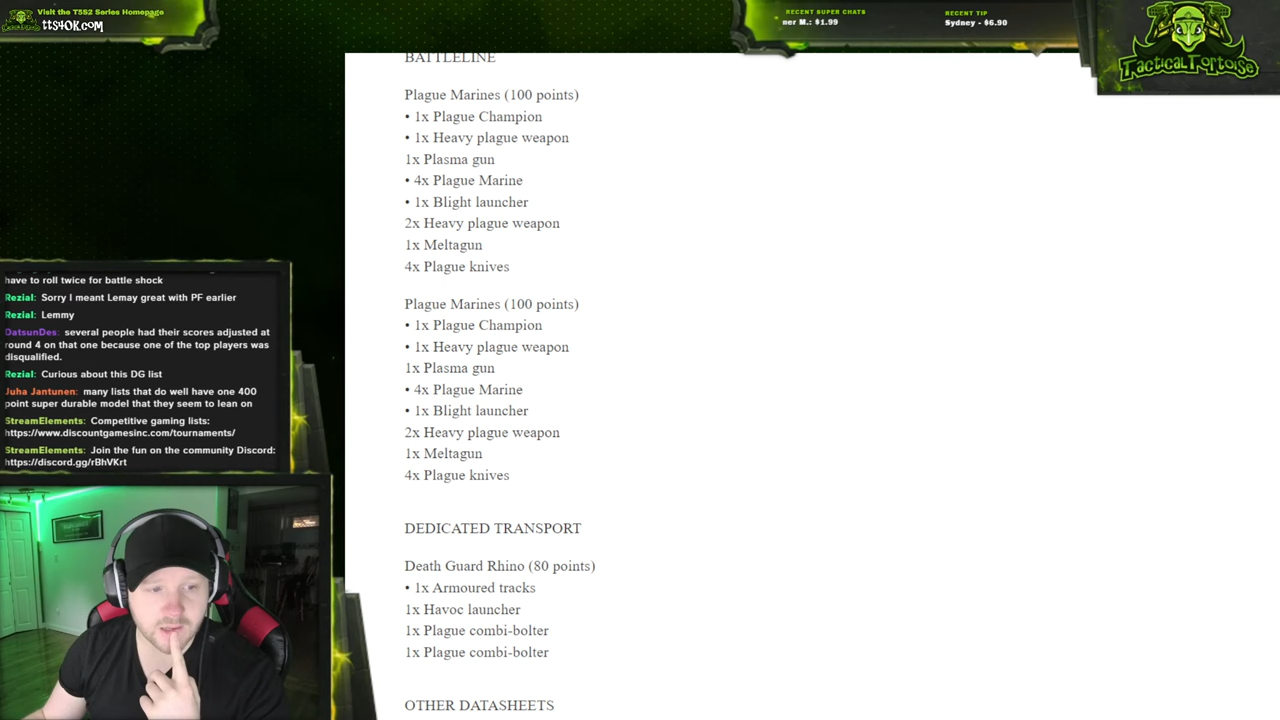 Visit the T5S2 Series Homepage
tts40k.com
RECENT SUPER CHATS
ner M.: $1.99
RECENT TIP
Sydney - $6.90
TacticalTortoise
BATTLELINE
Plague Marines (100 points)
• 1x Plague Champion
• 1x Heavy plague weapon
1x Plasma gun
• 4x Plague Marine
• 1x Blight launcher
2x Heavy plague weapon
1x Meltagun
4x Plague knives
Plague Marines (100 points)
• 1x Plague Champion
• 1x Heavy plague weapon
1x Plasma gun
• 4x Plague Marine
• 1x Blight launcher
2x Heavy plague weapon
1x Meltagun
4x Plague knives
DEDICATED TRANSPORT
Death Guard Rhino (80 points)
• 1x Armoured tracks
1x Havoc launcher
1x Plague combi-bolter
1x Plague combi-bolter
OTHER DATASHEETS
have to roll twice for battle shock
Rezial: Sorry I meant Lemay great with PF earlier
Rezial: Lemmy
DatsunDes: several people had their scores adjusted at
round 4 on that one because one of the top players was
disqualified.
Rezial: Curious about this DG list
Juha Jantunen: many lists that do well have one 400
point super durable model that they seem to lean on
StreamElements: Competitive gaming lists:
https://www.discountgamesinc.com/tournaments/
StreamElements: Join the fun on the community Discord:
https://discord.gg/rBhVKrt